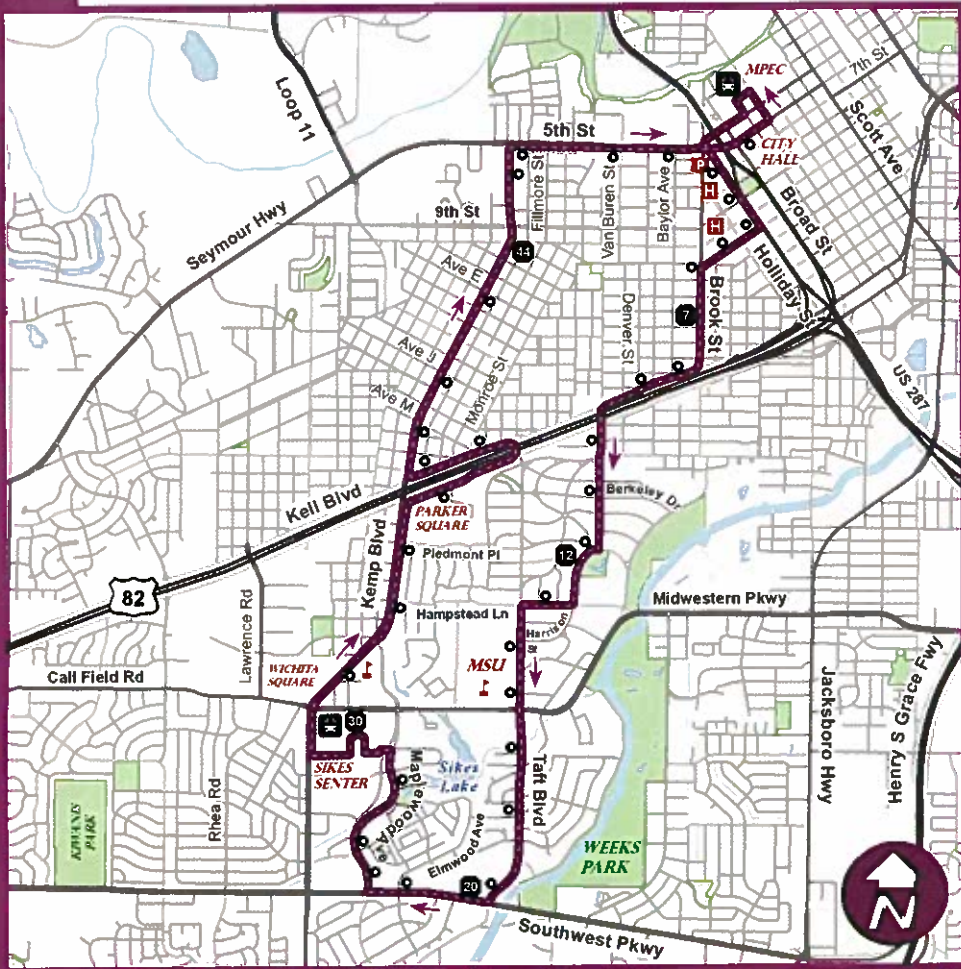 MPEC
7th St
Loop 11
Scott Ave
5th St
CITY
HALL
P
H
Fillmore St
Van Buren St
Baylor Ave
Broad St
9th St
H
Seymour Hwy
44
Ave E
Holliday St
Brook St
7
Denver St
Ave J
Monroe St
Ave M
US 287
Kell Blvd
Berkeley Dr
PARKER
SQUARE
12
Piedmont Pl
Kemp Blvd
82
Hampstead Ln
Midwestern Pkwy
Harrison
Lawrence Rd
MSU
WICHITA
SQUARE
Call Field Rd
Jacksboro Hwy
Henry S Grace Fwy
30
SIKES
SENTER
Maplewood Ave
Sikes
Lake
Taft Blvd
Rhea Rd
KIWANIS
PARK
Elmwood Ave
WEEKS
PARK
20
Southwest Pkwy
N